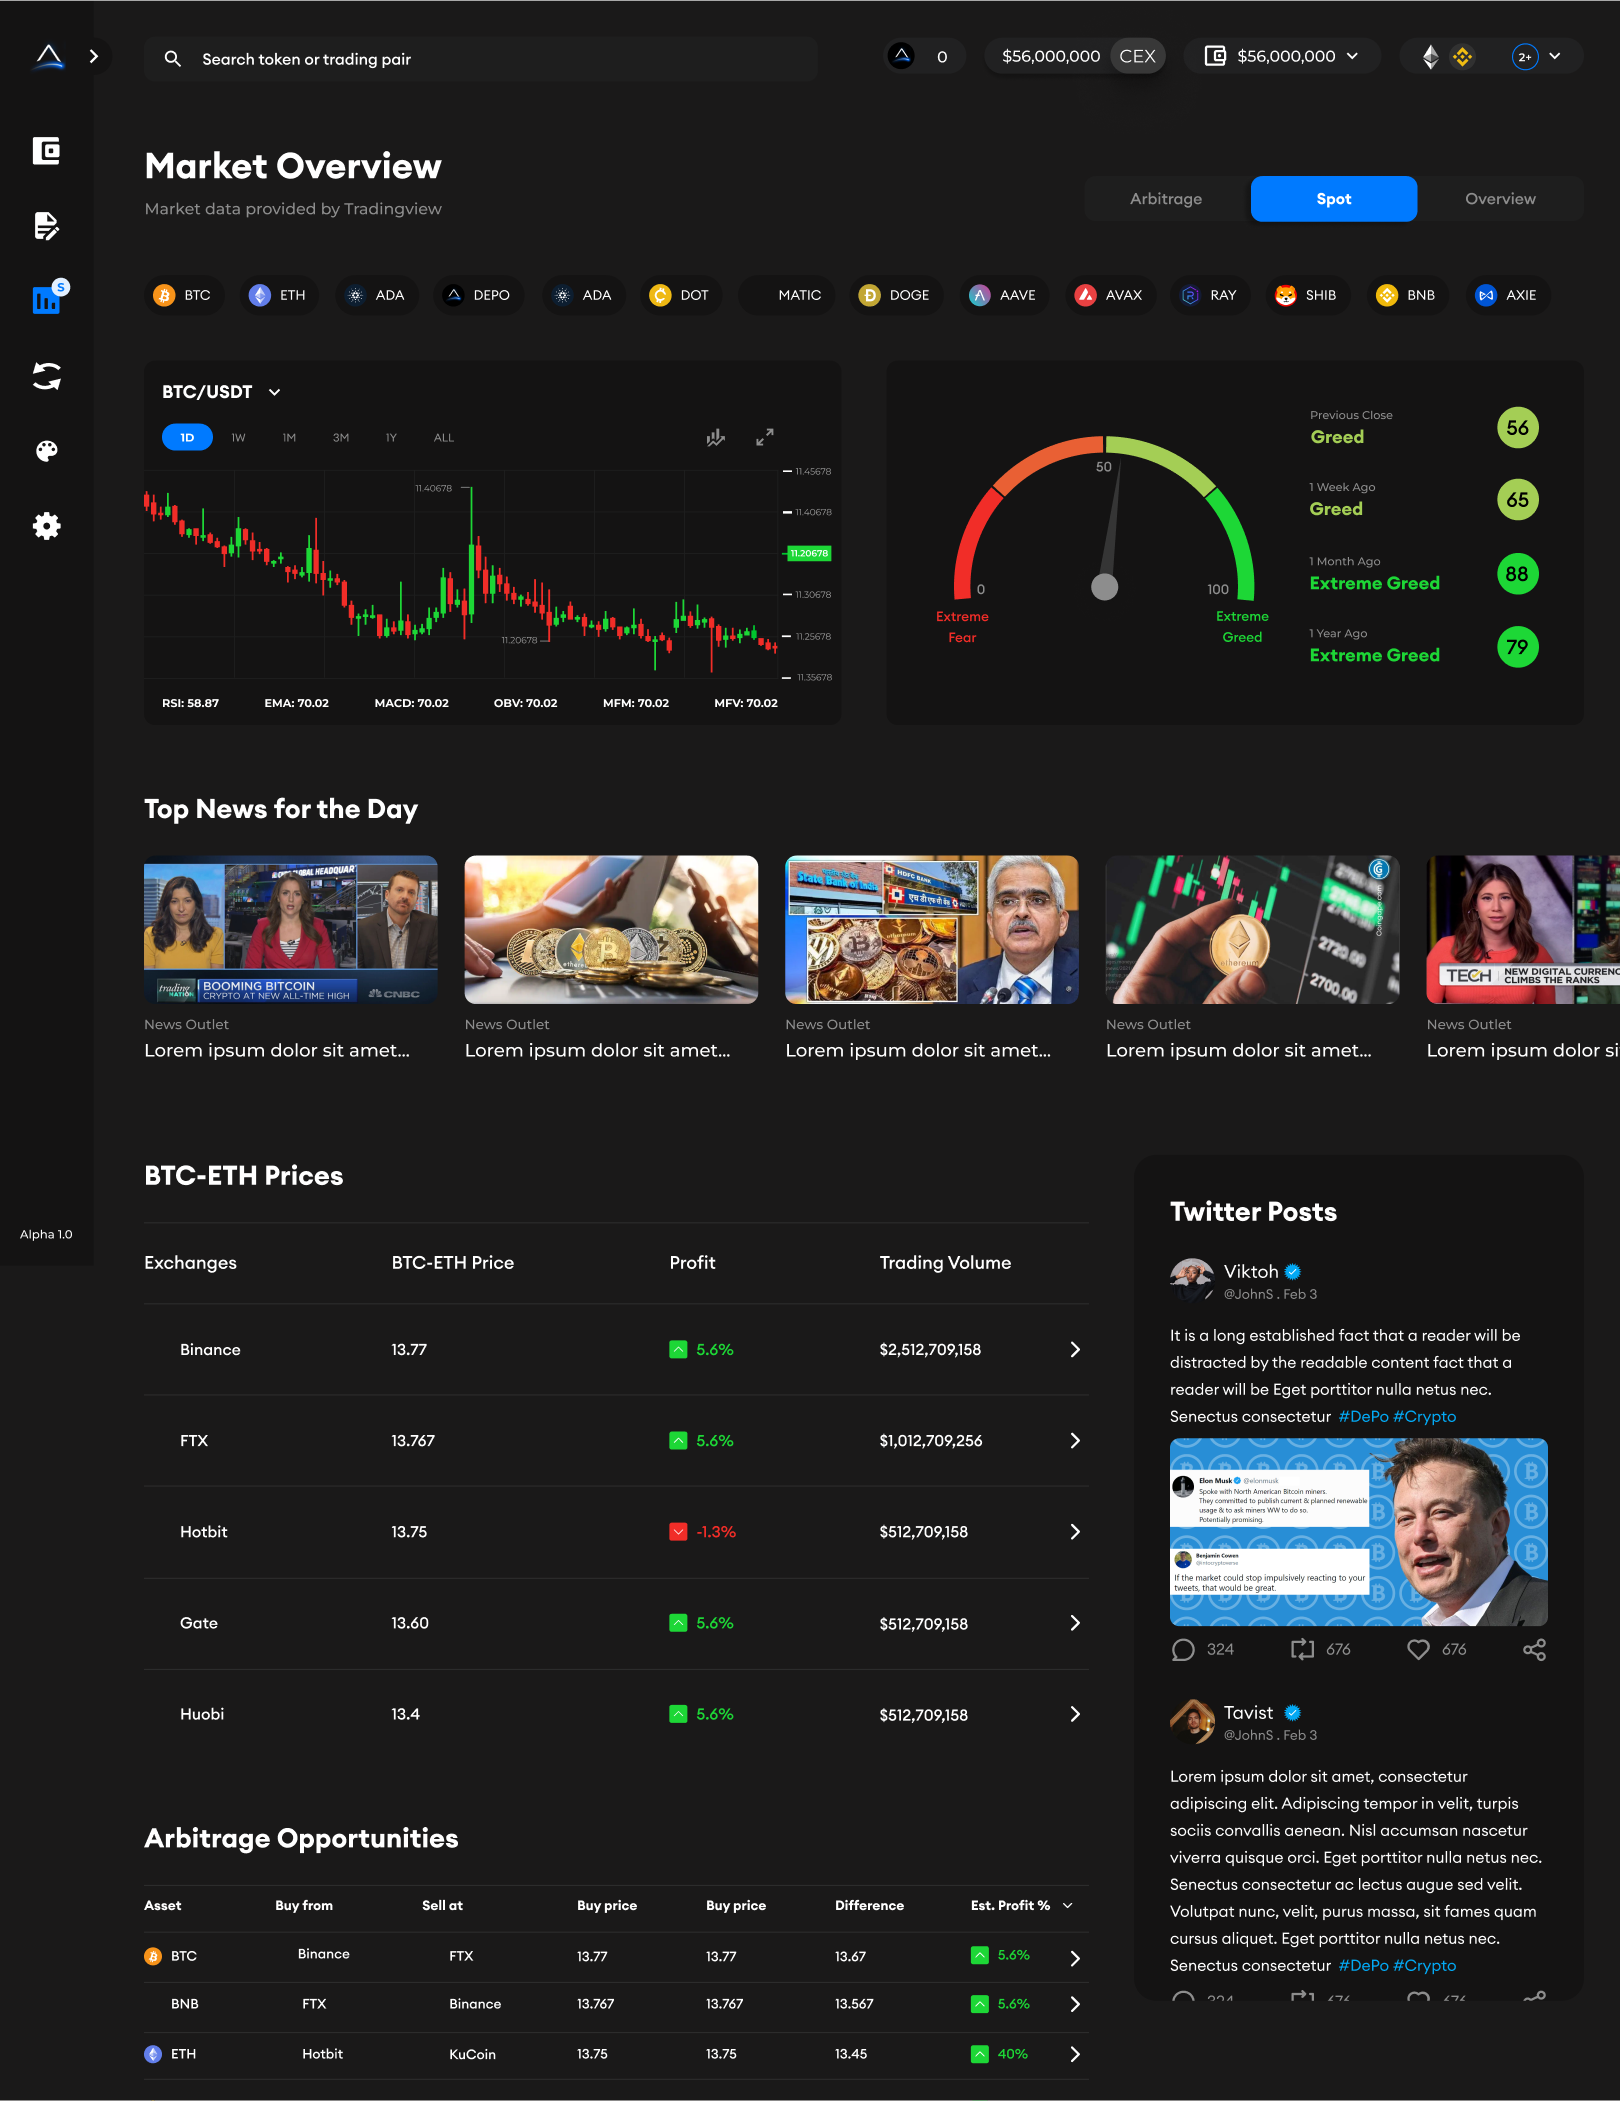 Search token or trading pair
0
$56,000,000 CEX
$56,000,000
2+
S
Alpha 1.0
Market Overview
Market data provided by Tradingview
Arbitrage Spot Overview
BTC ETH ADA DEPO ADA DOT MATIC DOGE AAVE AVAX RAY SHIB BNB AXIE
BTC/USDT
1D 1W 1M 3M 1Y ALL
11.45678
11.40678
11.40678
11.20678
11.30678
11.20678
11.25678
11.35678
RSI: 58.87 EMA: 70.02 MACD: 70.02 OBV: 70.02 MFM: 70.02 MFV: 70.02
50
0
100
Extreme
Fear
Extreme
Greed
Previous Close
Greed
56
1 Week Ago
Greed
65
1 Month Ago
Extreme Greed
88
1 Year Ago
Extreme Greed
79
Top News for the Day
GLOBAL HEADQUAR
trading
NATION
BOOMING BITCOIN
CRYPTO AT NEW ALL-TIME HIGH
CNBC
State Bank of India
HDFC BANK
ethereum
2720.00
2700.00
TECH
NEW DIGITAL CURRENC
CLIMBS THE RANKS
News Outlet
Lorem ipsum dolor sit amet...
News Outlet
Lorem ipsum dolor sit amet...
News Outlet
Lorem ipsum dolor sit amet...
News Outlet
Lorem ipsum dolor sit amet...
News Outlet
Lorem ipsum dolor si
BTC-ETH Prices
Exchanges BTC-ETH Price Profit Trading Volume
Binance 13.77 5.6% $2,512,709,158
FTX 13.767 5.6% $1,012,709,256
Hotbit 13.75 -1.3% $512,709,158
Gate 13.60 5.6% $512,709,158
Huobi 13.4 5.6% $512,709,158
Arbitrage Opportunities
Asset Buy from Sell at Buy price Buy price Difference Est. Profit %
BTC Binance FTX 13.77 13.77 13.67 5.6%
BNB FTX Binance 13.767 13.767 13.567 5.6%
ETH Hotbit KuCoin 13.75 13.75 13.45 40%
Twitter Posts
Viktoh
@JohnS . Feb 3
It is a long established fact that a reader will be
distracted by the readable content fact that a
reader will be Eget porttitor nulla netus nec.
Senectus consectetur #DePo #Crypto
Elon Musk @elonmusk
Spoke with North American Bitcoin miners.
They committed to publish current & planned renewable
usage & to ask miners WW to do so.
Potentially promising.
Benjamin Cowen
@intocryptoverse
If the market could stop impulsively reacting to your
tweets, that would be great.
324 676 676
Tavist
@JohnS . Feb 3
Lorem ipsum dolor sit amet, consectetur
adipiscing elit. Adipiscing tempor in velit, turpis
sociis convallis aenean. Nisl accumsan nascetur
viverra quisque orci. Eget porttitor nulla netus nec.
Senectus consectetur ac lectus augue sed velit.
Volutpat nunc, velit, purus massa, sit fames quam
cursus aliquet. Eget porttitor nulla netus nec.
Senectus consectetur #DePo #Crypto
324 676 676